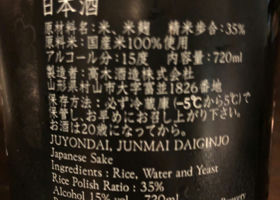 日本酒
原材料名：米、米麹　精米歩合：35%
原料米：国産米100%使用
アルコール分：15度　内容量：720ml
製造者：高木酒造株式会社
山形県村山市大字富並1826番地
保存方法：必ず冷蔵庫（-5℃から5℃）で
保管し、お早めにお召し上がり下さい。
お酒は20歳になってから。
JUYONDAI, JUNMAI DAIGINJO
Japanese Sake
Ingredients : Rice, Water and Yeast
Rice Polish Ratio : 35%
Alcohol 15% vol 720ml Brewery